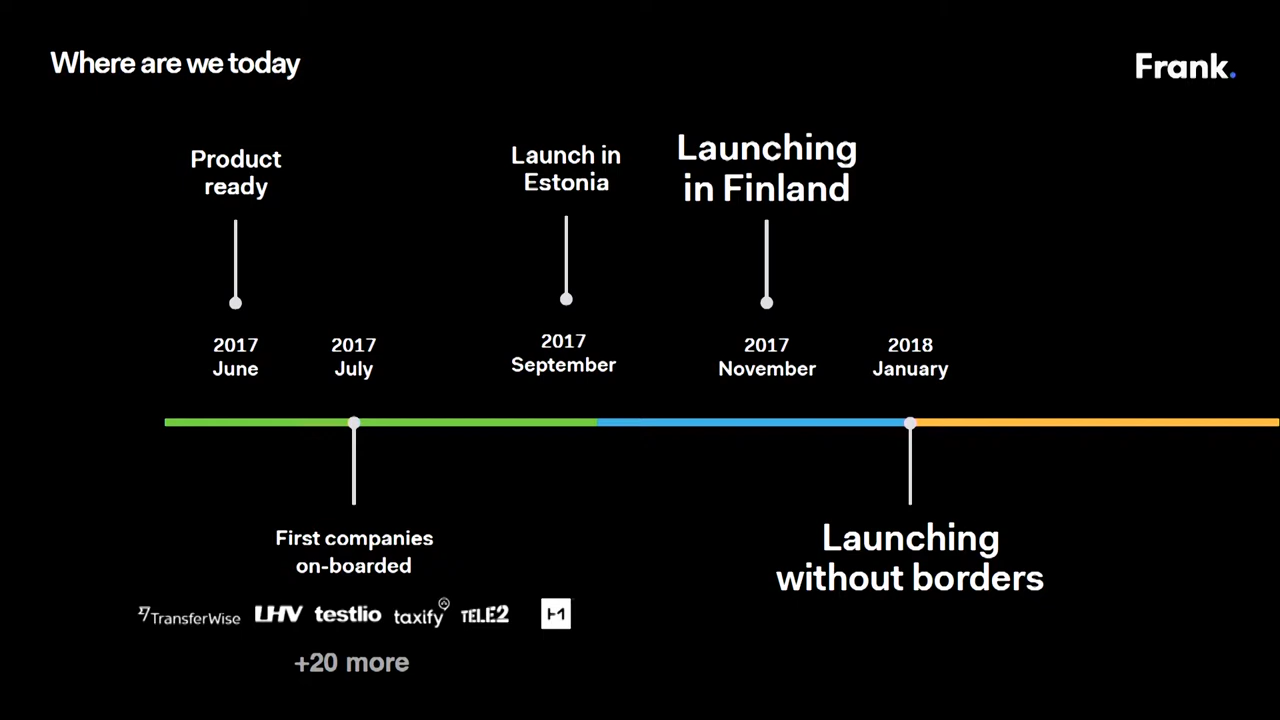 Where are we today
Frank.
Product
ready
Launch in
Estonia
Launching
in Finland
2017
June
2017
July
2017
September
2017
November
2018
January
First companies
on-boarded
Launching
without borders
TransferWise LHV testlio taxify TELE2
+20 more